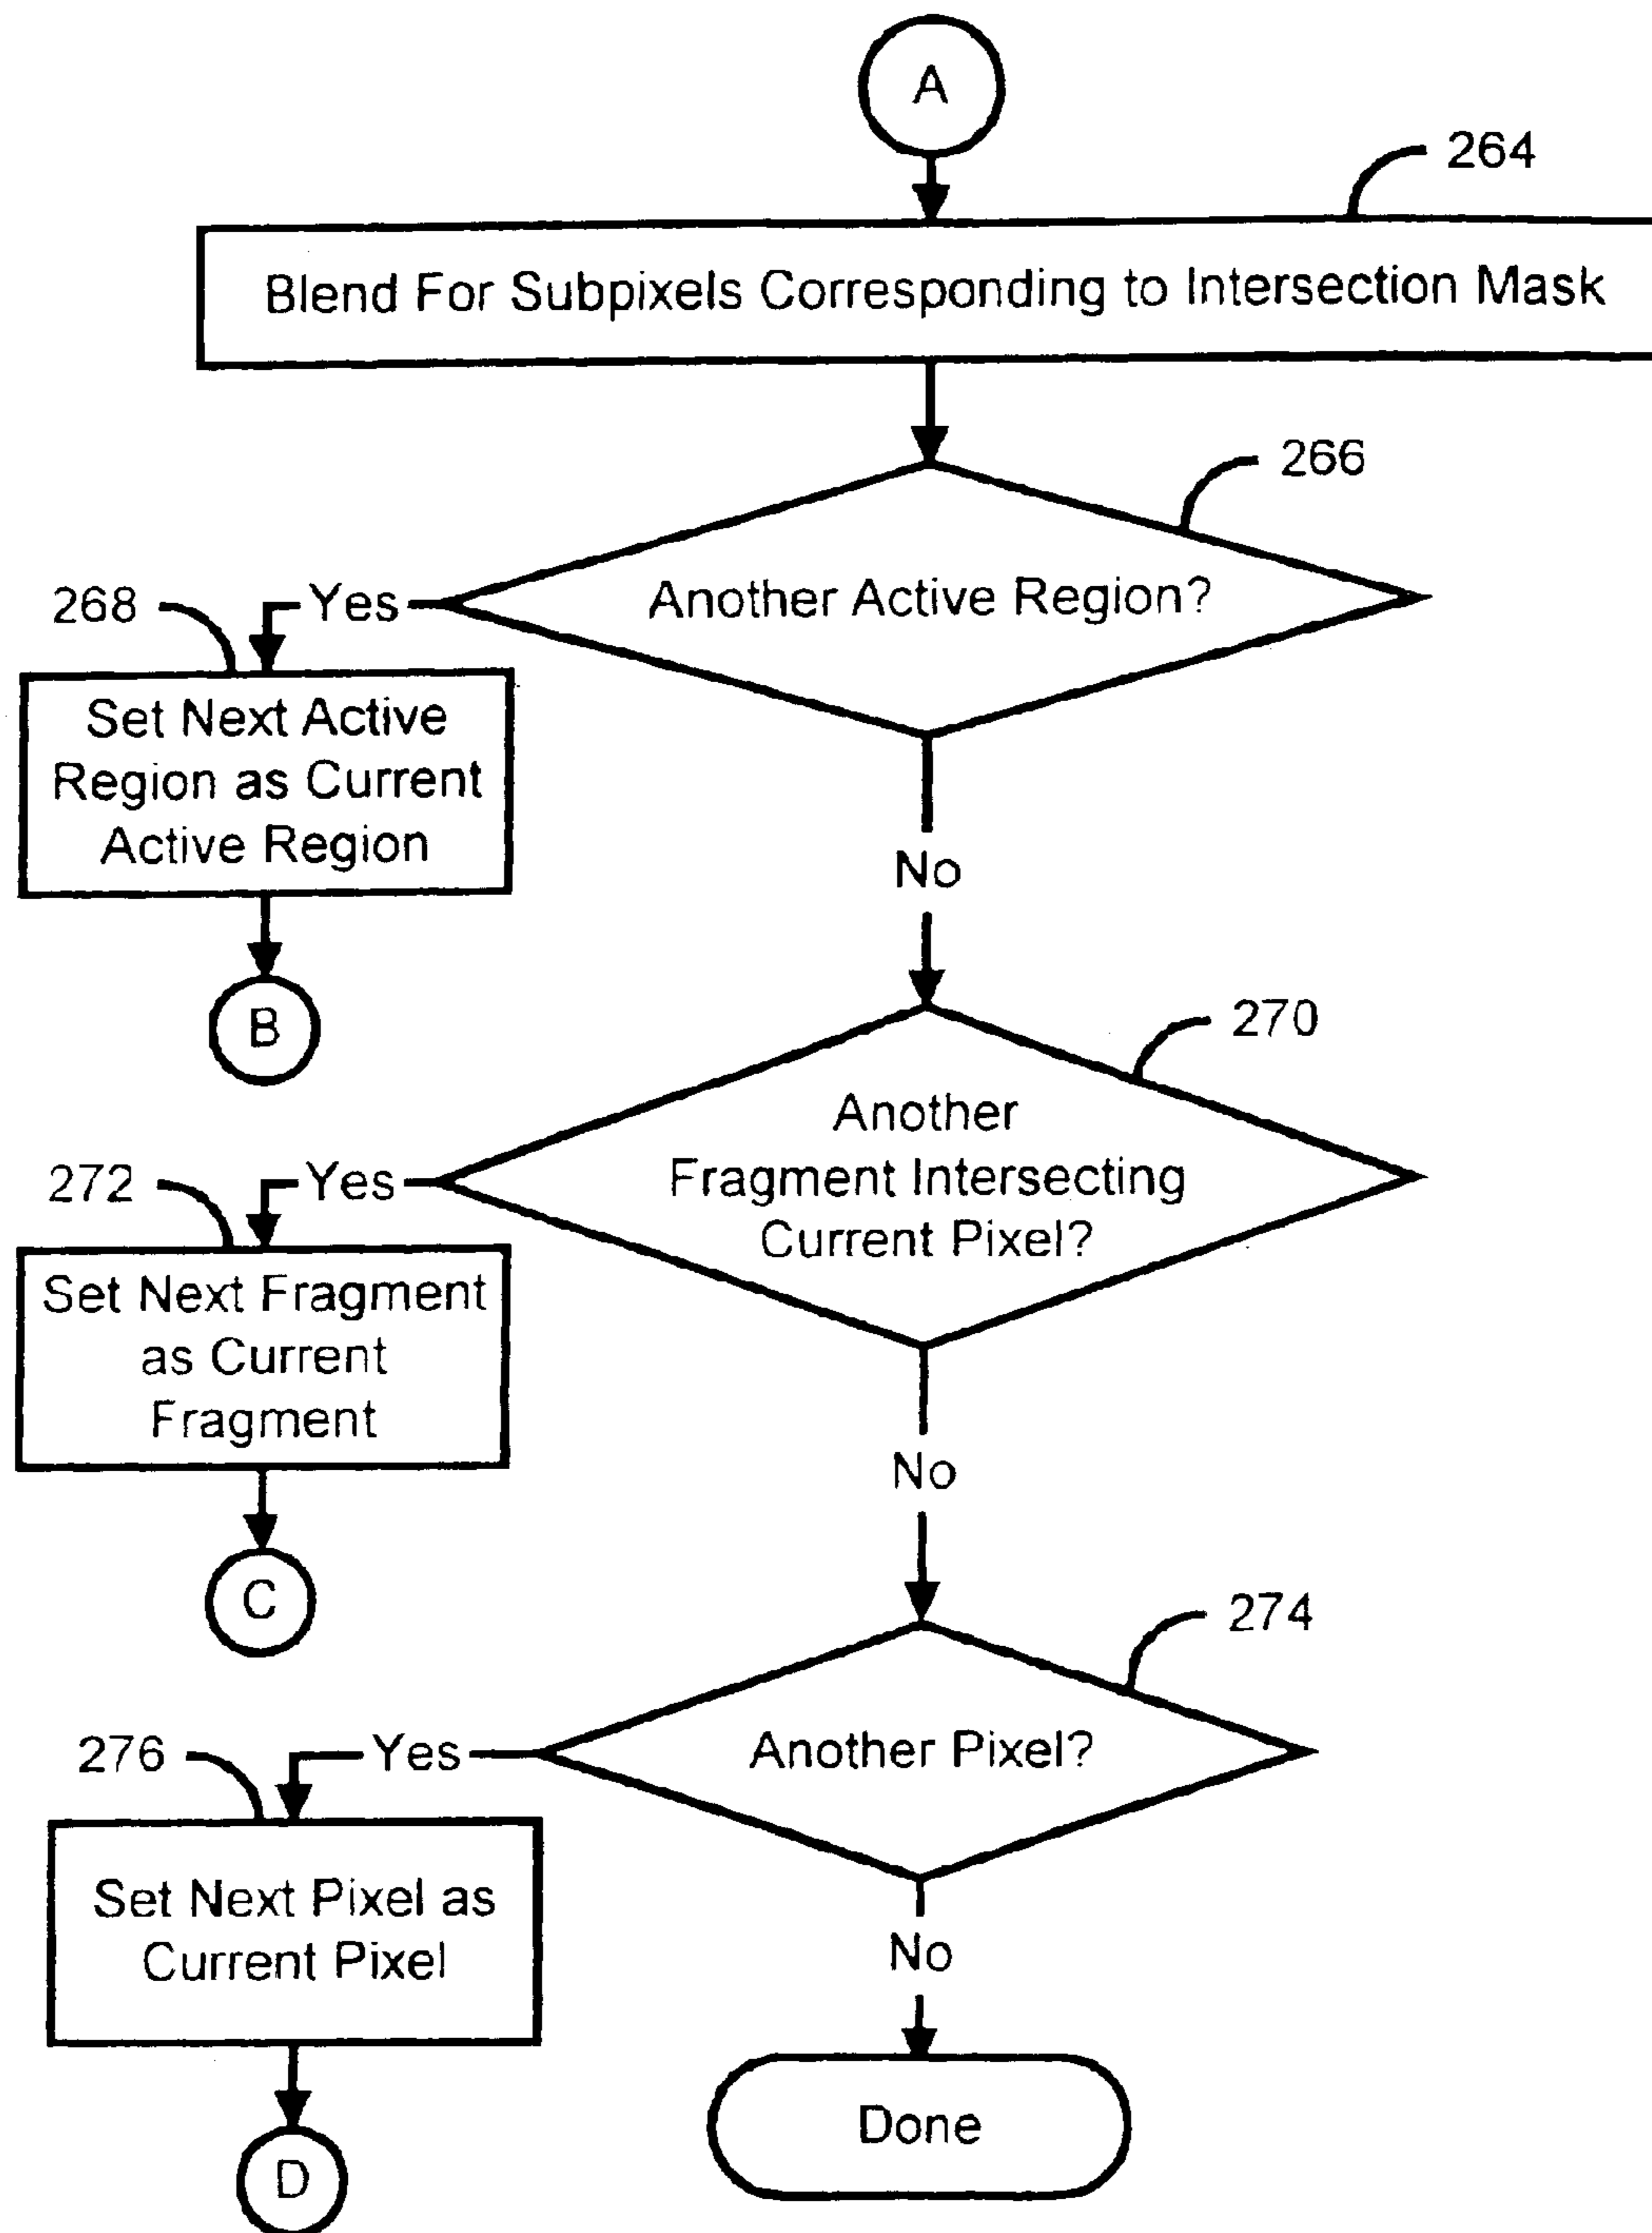 A
264
Blend For Subpixels Corresponding to Intersection Mask
266
Another Active Region?
268
Yes
Set Next Active
Region as Current
Active Region
No
B
270
Another
Fragment Intersecting
Current Pixel?
272
Yes
Set Next Fragment
as Current
Fragment
No
C
274
Another Pixel?
276
Yes
Set Next Pixel as
Current Pixel
No
Done
D